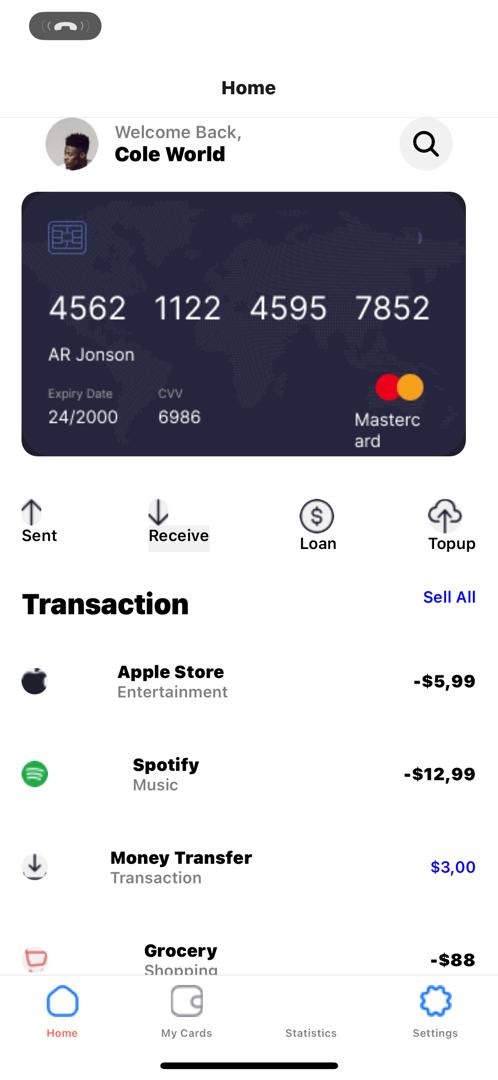 Home
Welcome Back,
Cole World
4562 1122 4595 7852
AR Jonson
Expiry Date CVV
24/2000 6986
Masterc
ard
Sent Receive Loan Topup
Transaction Sell All
Apple Store
Entertainment
-$5,99
Spotify
Music
-$12,99
Money Transfer
Transaction
$3,00
Grocery
Shopping
-$88
Home My Cards Statistics Settings